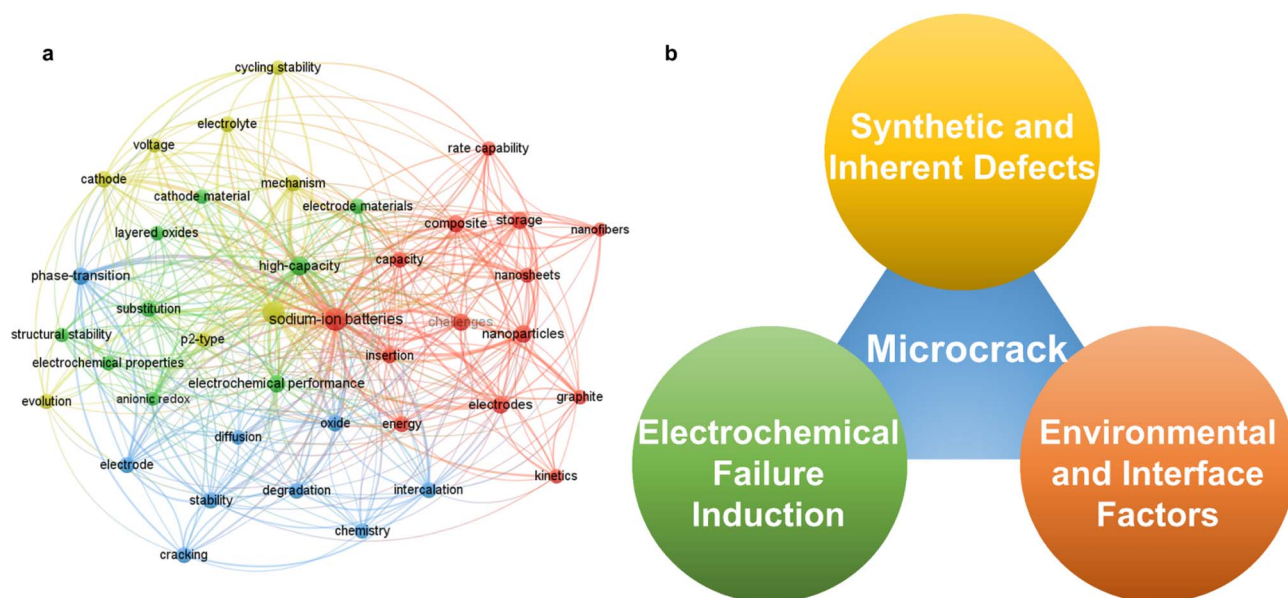 a
cycling stability
electrolyte
voltage
rate capability
cathode
mechanism
cathode material
electrode materials
composite
storage
nanofibers
layered oxides
capacity
high-capacity
phase-transition
nanosheets
substitution
sodium-ion batteries
challenges
structural stability
p2-type
nanoparticles
insertion
electrochemical properties
electrochemical performance
anionic redox
evolution
graphite
electrodes
oxide
energy
diffusion
electrode
kinetics
degradation
intercalation
stability
chemistry
cracking
b
Synthetic and
Inherent Defects
Microcrack
Electrochemical
Failure
Induction
Environmental
and Interface
Factors